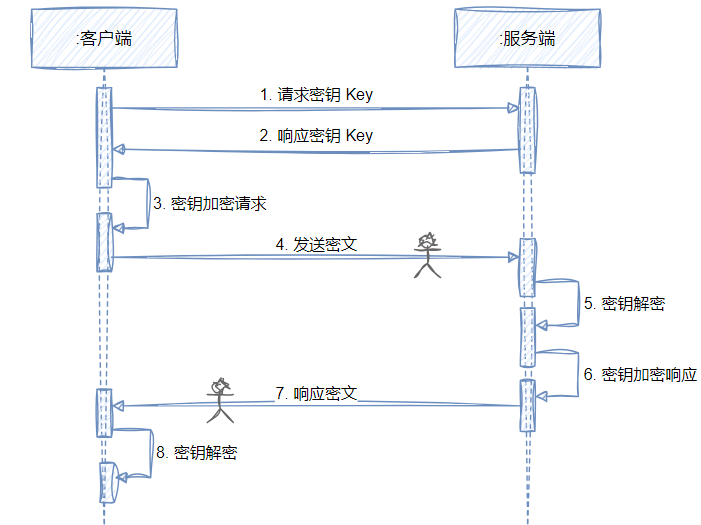 :客户端
:服务端
1. 请求密钥 Key
2. 响应密钥 Key
3. 密钥加密请求
4. 发送密文
5. 密钥解密
6. 密钥加密响应
7. 响应密文
8. 密钥解密